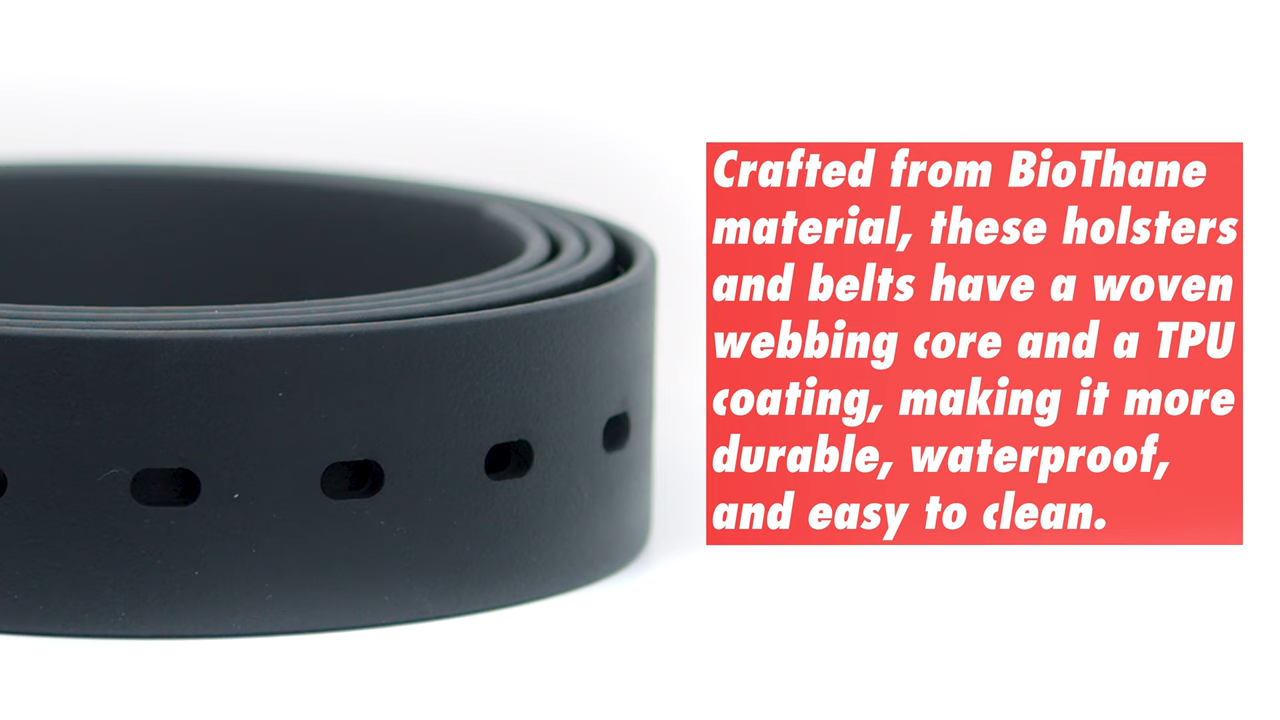 Crafted from BioThane
material, these holsters
and belts have a woven
webbing core and a TPU
coating, making it more
durable, waterproof,
and easy to clean.